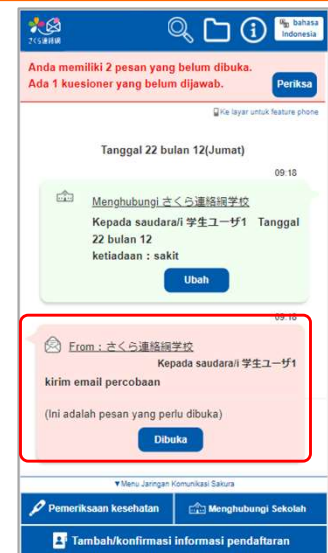 さくら連絡網
bahasa
Indonesia
Anda memiliki 2 pesan yang belum dibuka.
Ada 1 kuesioner yang belum dijawab.
Periksa
Ke layar untuk feature phone
Tanggal 22 bulan 12(Jumat)
09:18
Menghubungi さくら連絡網学校
Kepada saudara/i 学生ユーザ1 Tanggal
22 bulan 12
ketiadaan : sakit
Ubah
09:16
From : さくら連絡網学校
Kepada saudara/i 学生ユーザ1
kirim email percobaan
(Ini adalah pesan yang perlu dibuka)
Dibuka
▼Menu Jaringan Komunikasi Sakura
Pemeriksaan kesehatan
Menghubungi Sekolah
Tambah/konfirmasi informasi pendaftaran